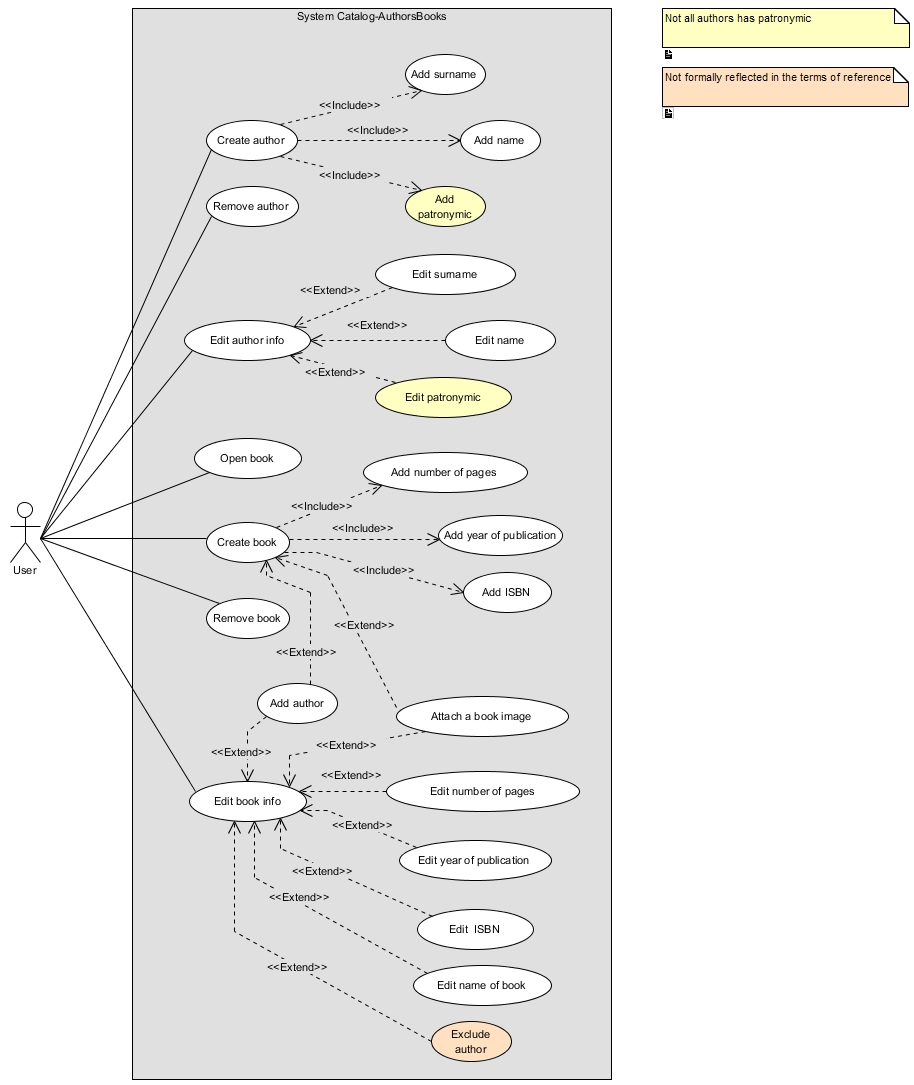 System Catalog-AuthorsBooks
Not all authors has patronymic
Not formally reflected in the terms of reference
Add surname
<<Include>>
Create author
<<Include>>
Add name
<<Include>>
Remove author
Add
patronymic
Edit surname
<<Extend>>
Edit author info
<<Extend>>
Edit name
<<Extend>>
Edit patronymic
Open book
Add number of pages
<<Include>>
Create book
<<Include>>
Add year of publication
<<Include>>
Add ISBN
User
Remove book
<<Extend>>
<<Extend>>
Add author
Attach a book image
<<Extend>>
<<Extend>>
<<Extend>>
Edit number of pages
Edit book info
<<Extend>>
Edit year of publication
<<Extend>>
<<Extend>>
Edit  ISBN
<<Extend>>
Edit name of book
Exclude
author